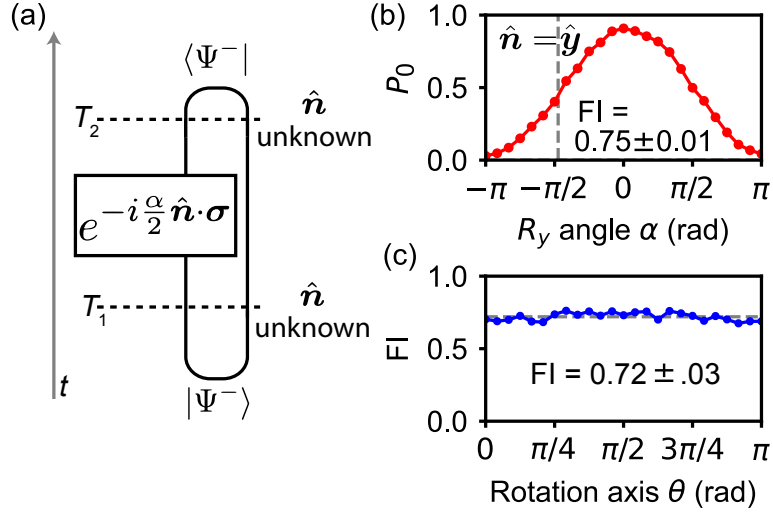 (a)
⟨Ψ⁻|
T₂
n̂
unknown
e^{-i α/2 n̂·σ}
T₁
n̂
unknown
t
|Ψ⁻⟩
(b)
1.0
0.5
0.0
P₀
n̂ = ŷ
FI =
0.75±0.01
−π
−π/2
0
π/2
π
R_y angle α (rad)
(c)
1.0
0.5
0.0
FI
FI = 0.72 ± .03
0
π/4
π/2
3π/4
π
Rotation axis θ (rad)